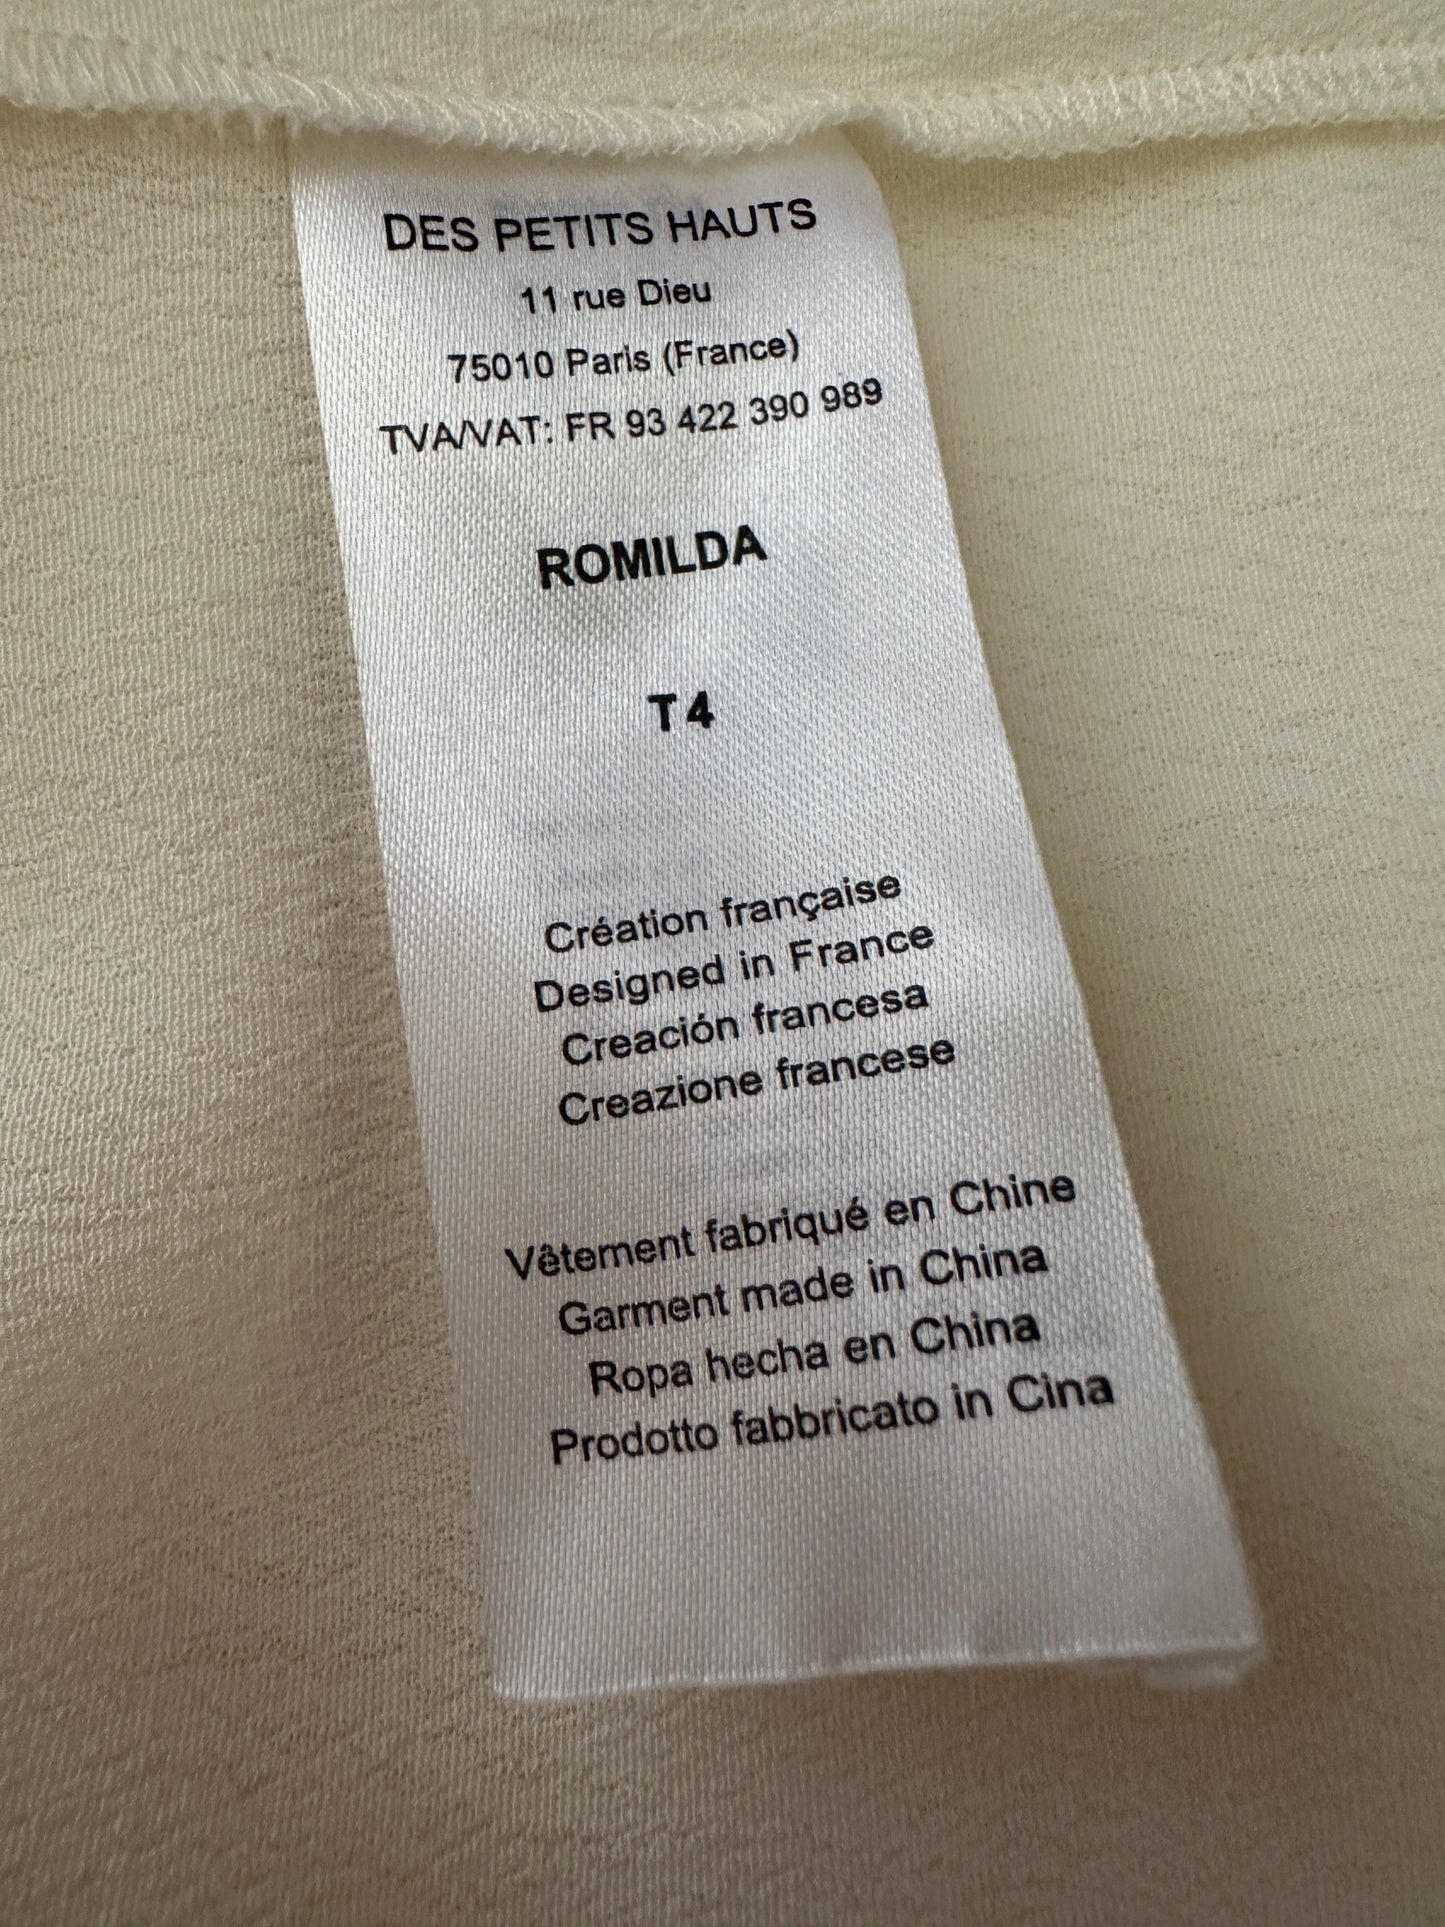 DES PETITS HAUTS
11 rue Dieu
75010 Paris (France)
TVA/VAT: FR 93 422 390 989
ROMILDA
T 4
Création française
Designed in France
Creación francesa
Creazione francese
Vêtement fabriqué en Chine
Garment made in China
Ropa hecha en China
Prodotto fabbricato in Cina